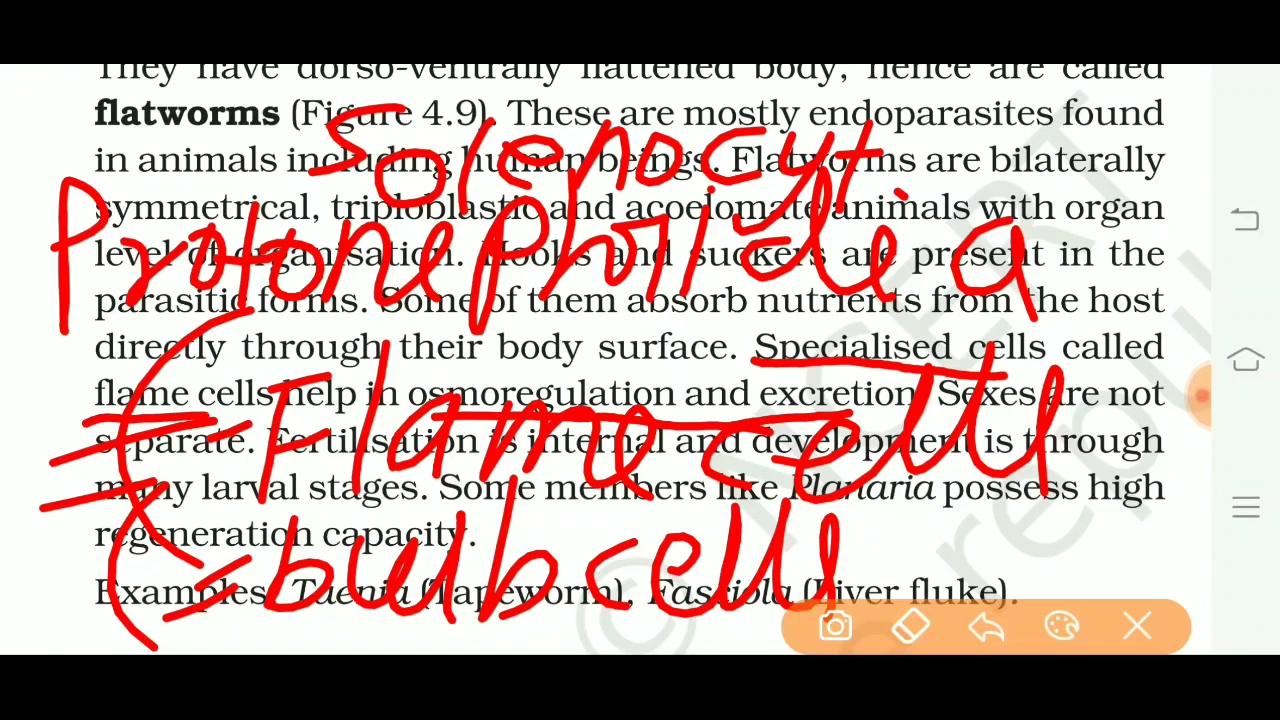 They have dorso-ventrally flattened body, hence are called
flatworms (Figure 4.9). These are mostly endoparasites found
in animals including human beings. Flatworms are bilaterally
symmetrical, triploblastic and acoelomate animals with organ
level of organisation. Hooks and suckers are present in the
parasitic forms. Some of them absorb nutrients from the host
directly through their body surface. Specialised cells called
flame cells help in osmoregulation and excretion. Sexes are not
separate. Fertilisation is internal and development is through
many larval stages. Some members like Planaria possess high
regeneration capacity.
Examples: Taenia (Tapeworm), Fasciola (Liver fluke).
Solenocyt
Protonephridia
= Flame cell
= bulb cell
© NCERT
republ